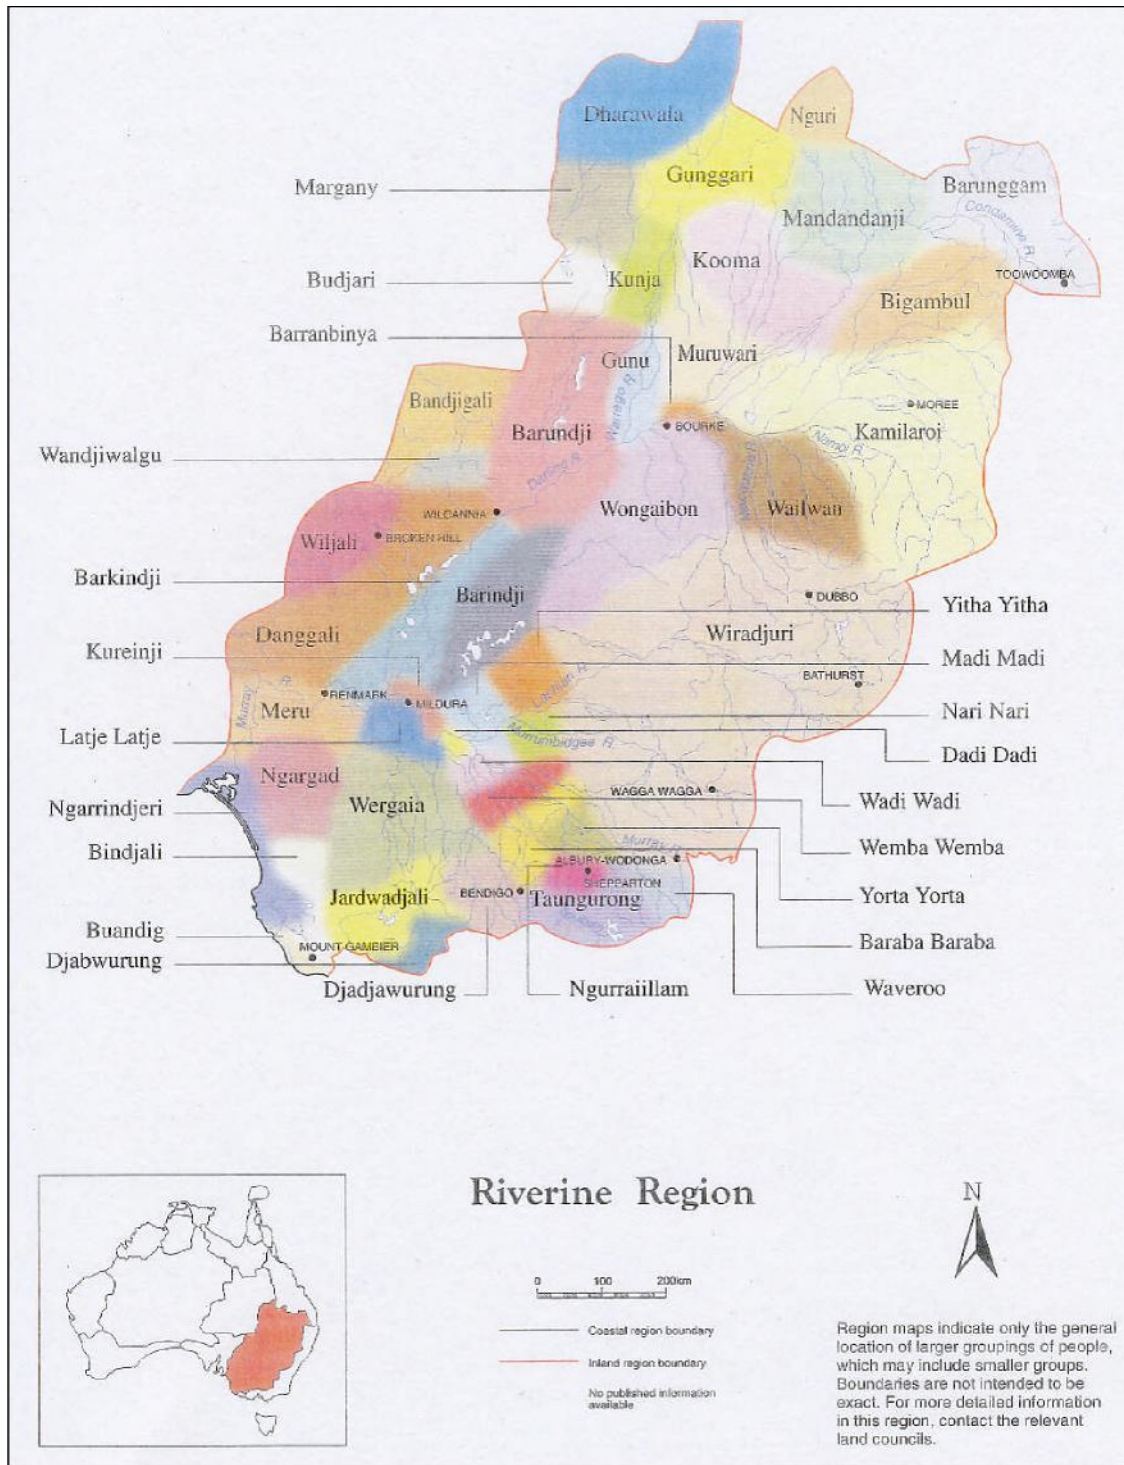 Dharawala
Nguri
Gunggari
Barunggam
Margany
Mandandanji
Condamine R.
Kooma
TOOWOOMBA
Budjari
Kunja
Bigambul
Barranbinya
Gunu
Muruwari
Warrego R.
Bandjigali
MOREE
Barundji
BOURKE
Kamilaroi
Namoi R.
Wandjiwalgu
Darling R.
Macquarie R.
WILCANNIA
Wongaibon
Wailwan
Wiljali
BROKEN HILL
Barkindji
Barindji
DUBBO
Yitha Yitha
Danggali
Wiradjuri
Kureinji
Madi Madi
Lachlan R.
BATHURST
Murray R.
RENMARK
MILDURA
Meru
Nari Nari
Latje Latje
Murrumbidgee R.
Dadi Dadi
Ngargad
WAGGA WAGGA
Wadi Wadi
Ngarrindjeri
Wergaia
Murray R.
Wemba Wemba
Bindjali
ALBURY-WODONGA
SHEPPARTON
Jardwadjali
BENDIGO
Taungurong
Yorta Yorta
Buandig
MOUNT GAMBIER
Baraba Baraba
Djabwurung
Djadjawurung
Ngurraiillam
Waveroo
Riverine Region
N
0 100 200km
Coastal region boundary
Inland region boundary
No published information
available
Region maps indicate only the general
location of larger groupings of people,
which may include smaller groups.
Boundaries are not intended to be
exact. For more detailed information
in this region, contact the relevant
land councils.